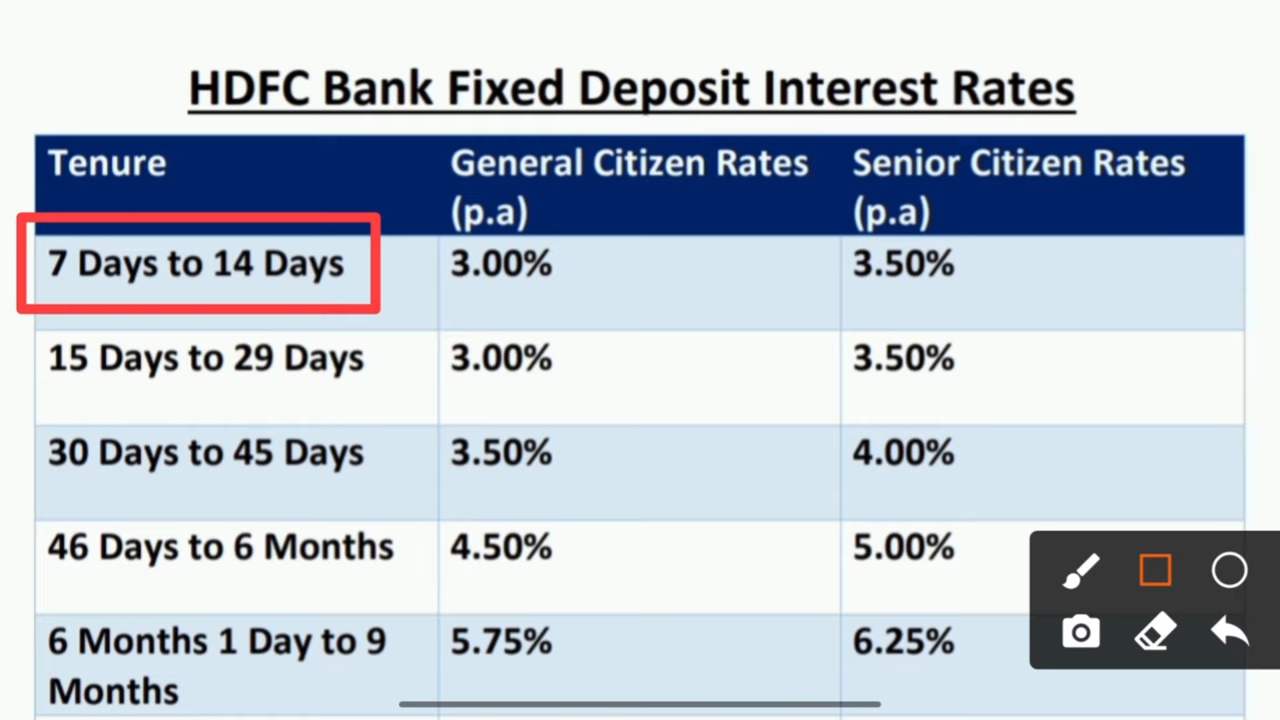 HDFC Bank Fixed Deposit Interest Rates
Tenure General Citizen Rates (p.a) Senior Citizen Rates (p.a)
7 Days to 14 Days 3.00% 3.50%
15 Days to 29 Days 3.00% 3.50%
30 Days to 45 Days 3.50% 4.00%
46 Days to 6 Months 4.50% 5.00%
6 Months 1 Day to 9 Months 5.75% 6.25%